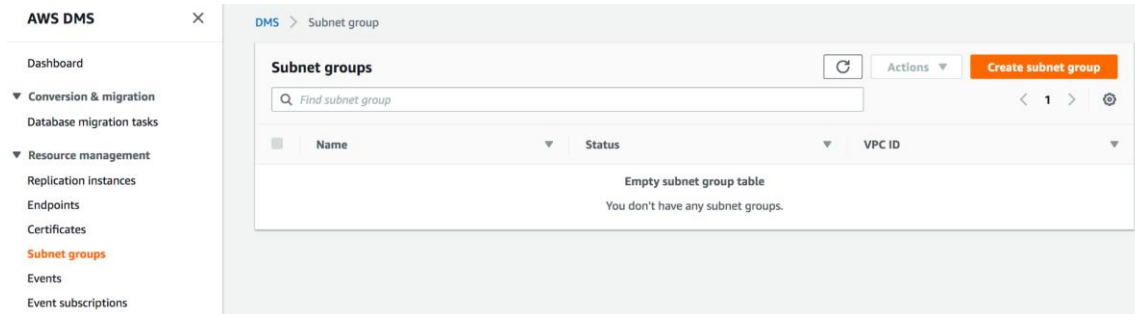 AWS DMS
Dashboard
Conversion & migration
Database migration tasks
Resource management
Replication instances
Endpoints
Certificates
Subnet groups
Events
Event subscriptions
DMS > Subnet group
Subnet groups
Actions
Create subnet group
Find subnet group
< 1 >
Name Status VPC ID
Empty subnet group table
You don't have any subnet groups.